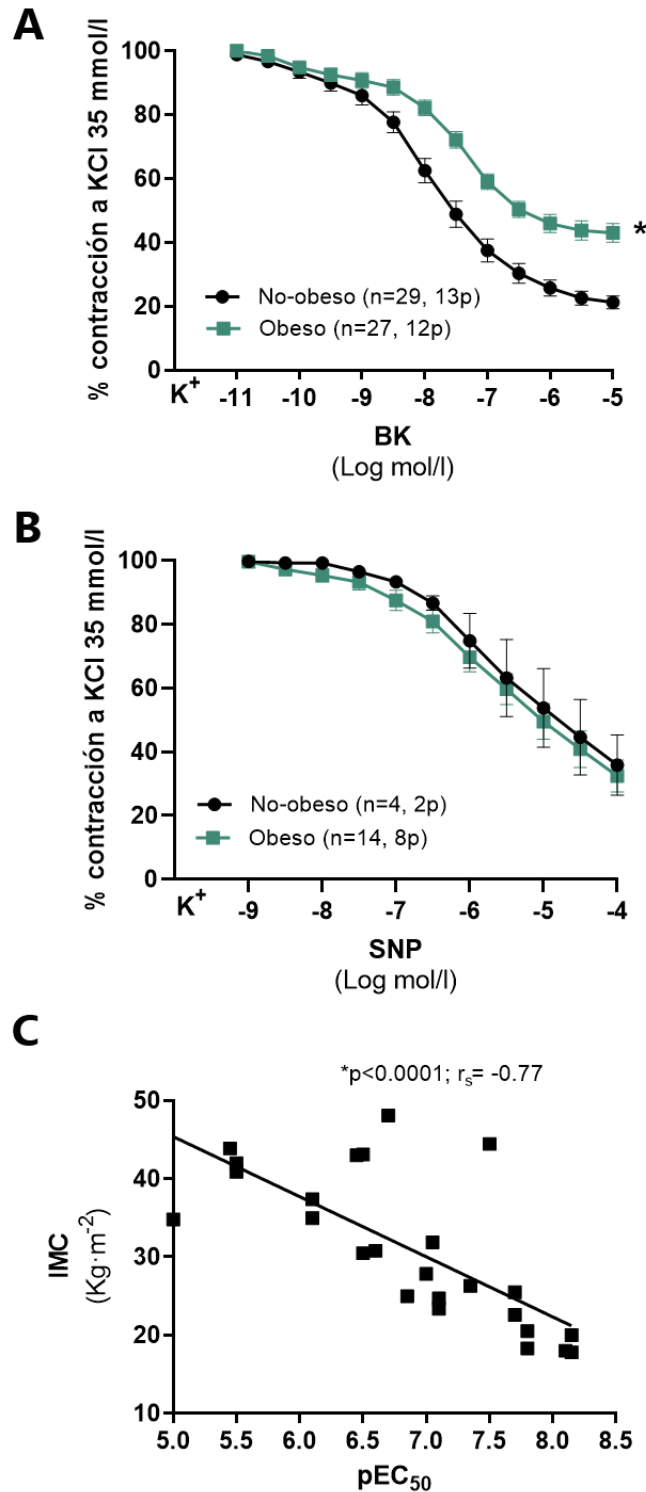 A
% contracción a KCl 35 mmol/l
100
80
60
40
20
0
No-obeso (n=29, 13p)
Obeso (n=27, 12p)
*
K⁺ -11 -10 -9 -8 -7 -6 -5
BK
(Log mol/l)
B
% contracción a KCl 35 mmol/l
100
80
60
40
20
0
No-obeso (n=4, 2p)
Obeso (n=14, 8p)
K⁺ -9 -8 -7 -6 -5 -4
SNP
(Log mol/l)
C
*p<0.0001; rₛ= -0.77
IMC
(Kg·m⁻²)
50
40
30
20
10
5.0 5.5 6.0 6.5 7.0 7.5 8.0 8.5
pEC₅₀